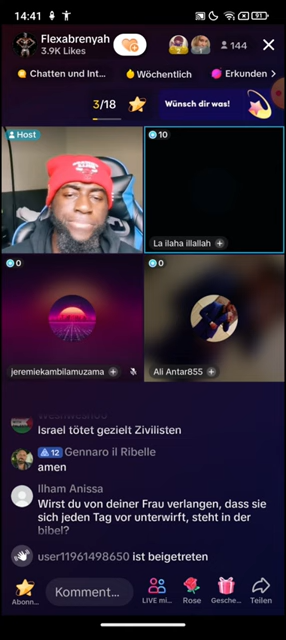 14:41
91
Flexabrenyah
3.9K Likes
144
Chatten und Int...
Wöchentlich
Erkunden
3/18
Wünsch dir was!
Host
10
La ilaha illallah
0
0
jeremiekambilamuzama
Ali Antar855
Israel tötet gezielt Zivilisten
12 Gennaro il Ribelle
amen
Ilham Anissa
Wirst du von deiner Frau verlangen, dass sie
sich jeden Tag vor unterwirft, steht in der
bibel?
user11961498650 ist beigetreten
Komment...
Abonn...
LIVE mi...
Rose
Gesche...
Teilen